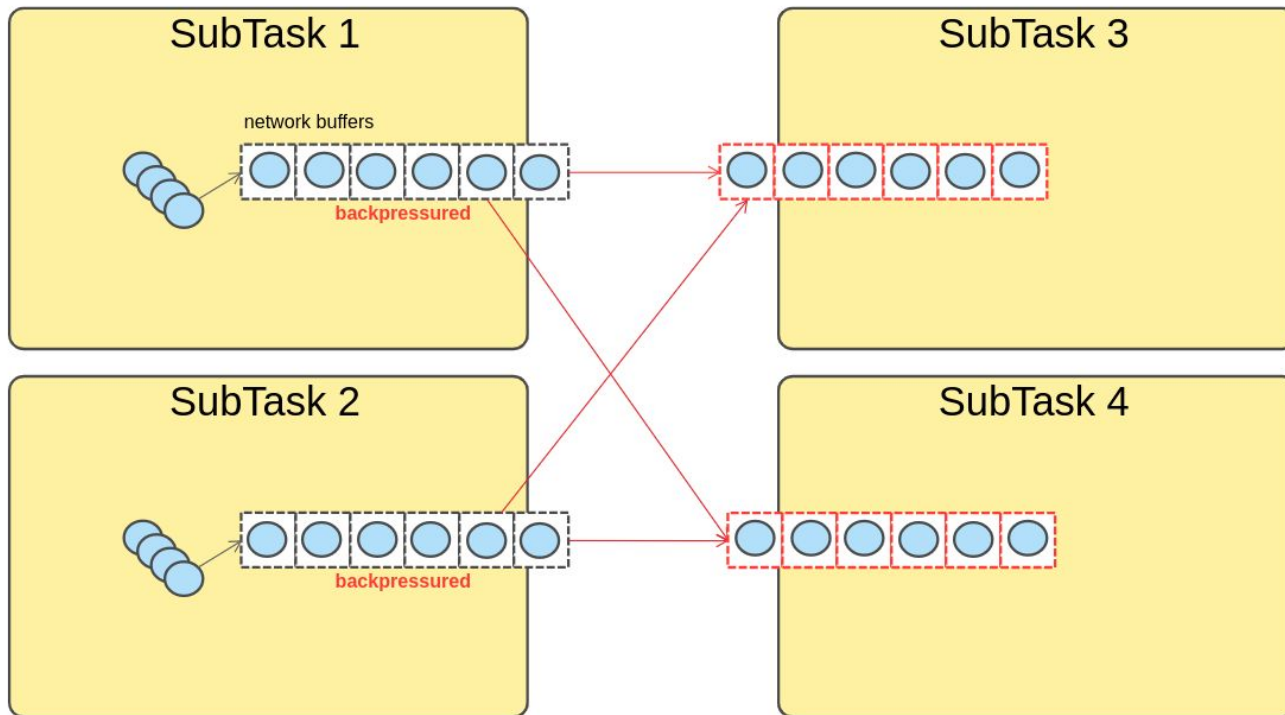 SubTask 1
SubTask 3
network buffers
backpressured
SubTask 2
SubTask 4
backpressured